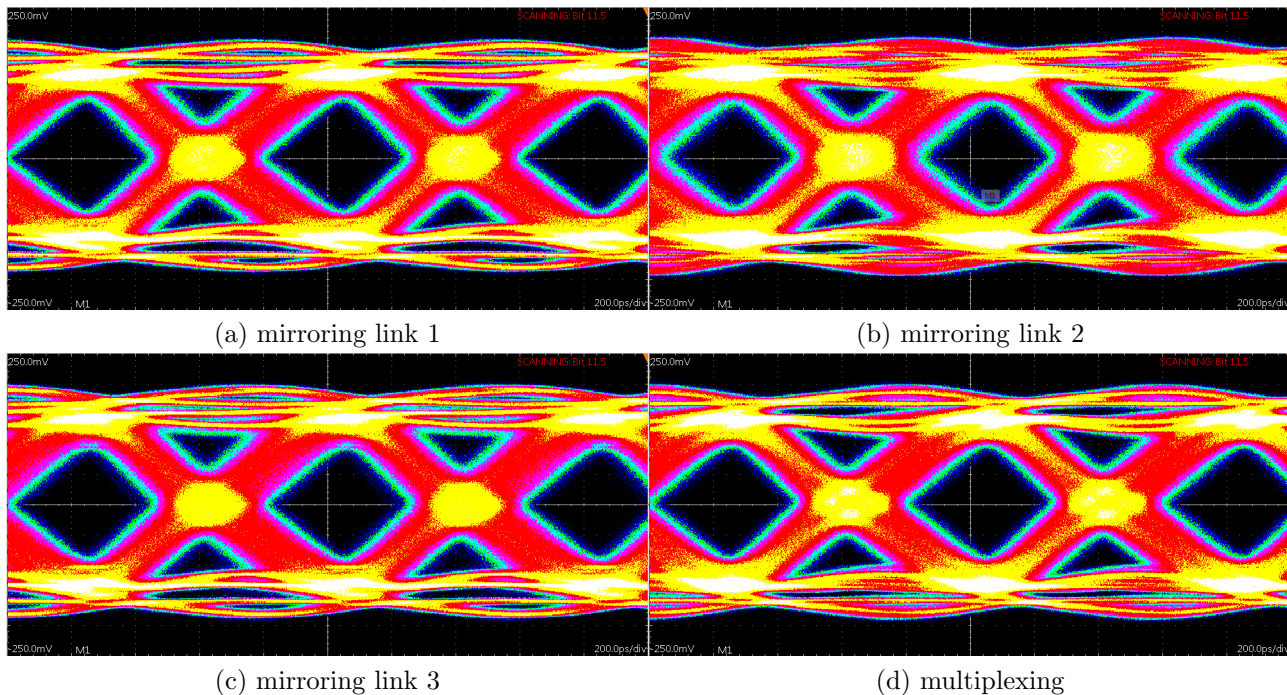 250.0mV SCANNING: Bit 11.5
250.0mV SCANNING: Bit 11.5
-250.0mV M1 200.0ps/div
-250.0mV M1 200.0ps/div
(a) mirroring link 1
(b) mirroring link 2
250.0mV SCANNING: Bit 11.5
250.0mV SCANNING: Bit 11.5
-250.0mV M1 200.0ps/div
-250.0mV M1 200.0ps/div
(c) mirroring link 3
(d) multiplexing